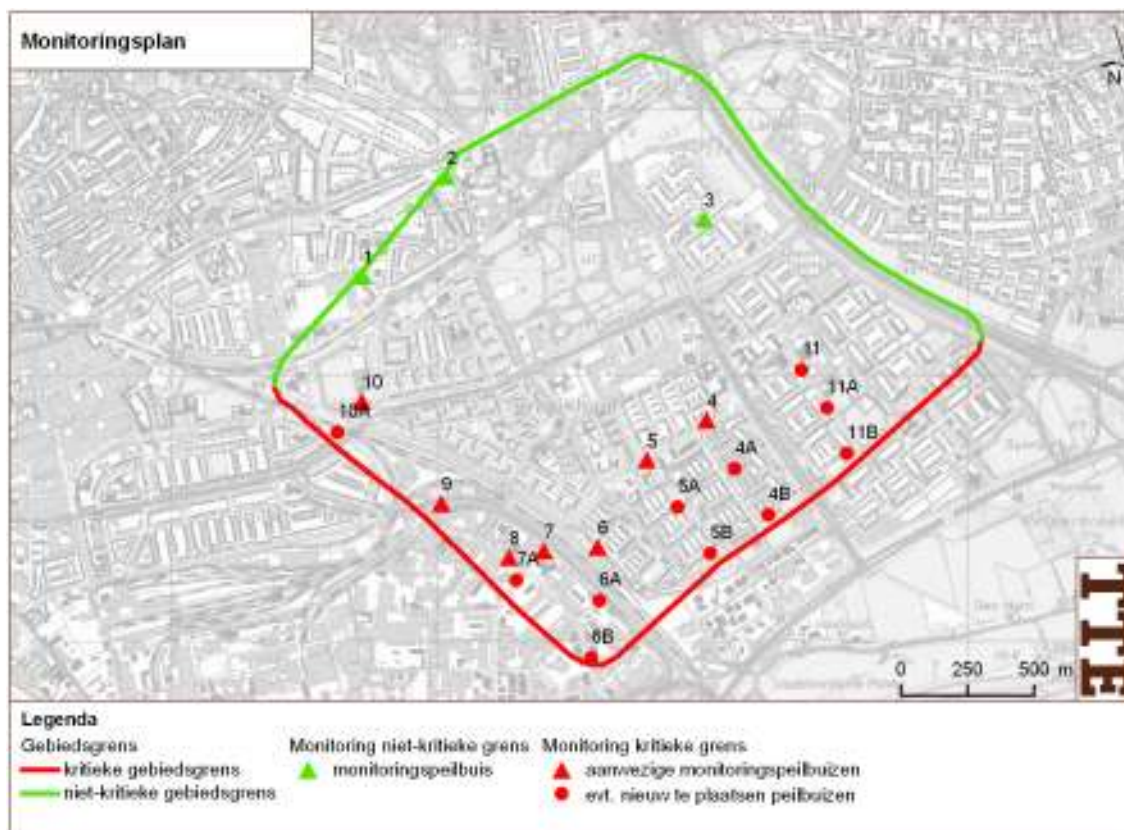 Monitoringsplan
N
2
3
1
11
10
11A
10A
4
11B
5
4A
9
5A
4B
8
7
6
5B
7A
6A
6B
0 250 500 m
TTE
Legenda
Gebiedsgrens
kritieke gebiedsgrens
niet-kritieke gebiedsgrens
Monitoring niet-kritieke grens
monitoringspeilbuis
Monitoring kritieke grens
aanwezige monitoringspeilbuizen
evt. nieuw te plaatsen peilbuizen